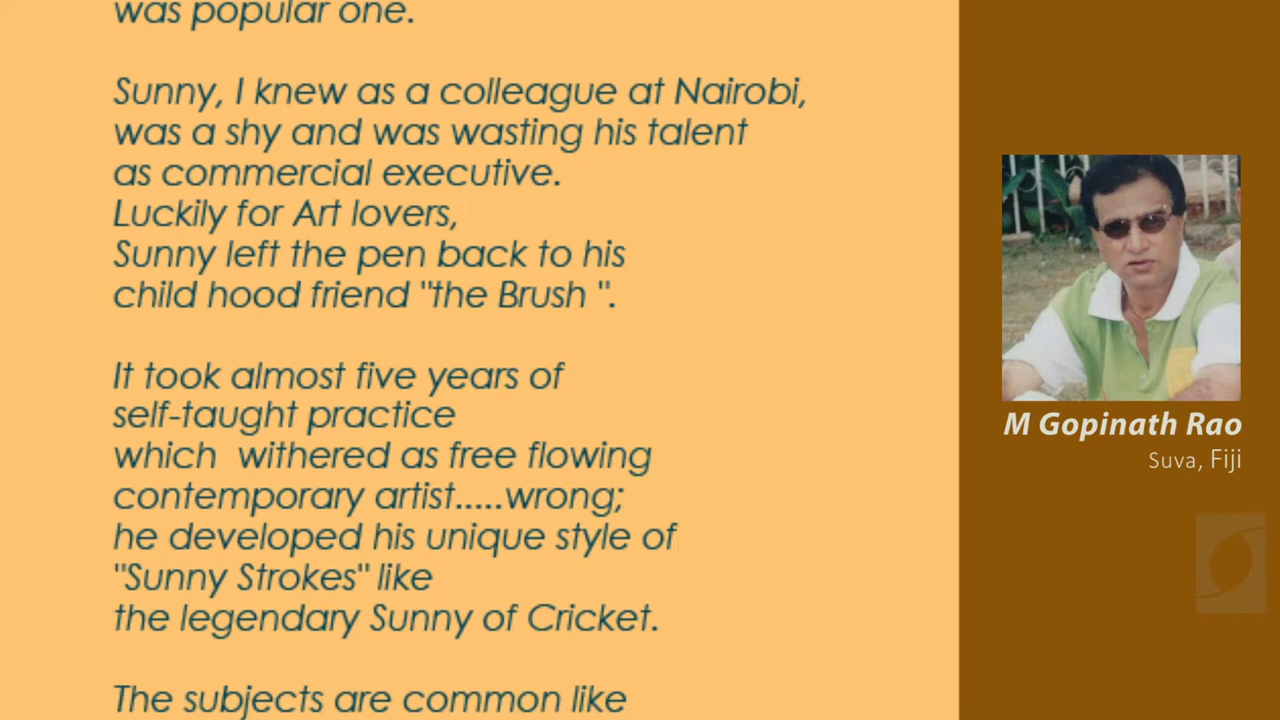 was popular one.
Sunny, I knew as a colleague at Nairobi,
was a shy and was wasting his talent
as commercial executive.
Luckily for Art lovers,
Sunny left the pen back to his
child hood friend "the Brush ".
It took almost five years of
self-taught practice
which  withered as free flowing
contemporary artist.....wrong;
he developed his unique style of
"Sunny Strokes" like
the legendary Sunny of Cricket.
The subjects are common like
M Gopinath Rao
Suva, Fiji